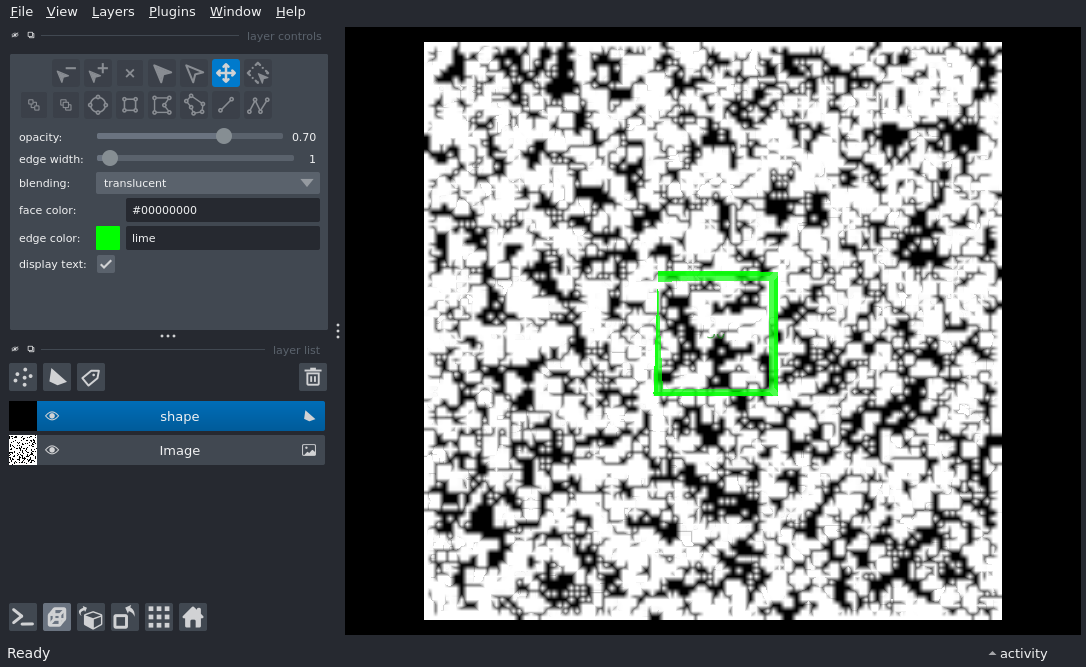 File View Layers Plugins Window Help
layer controls
opacity: 0.70
edge width: 1
blending: translucent
face color: #00000000
edge color: lime
display text:
layer list
shape
Image
Ready
activity